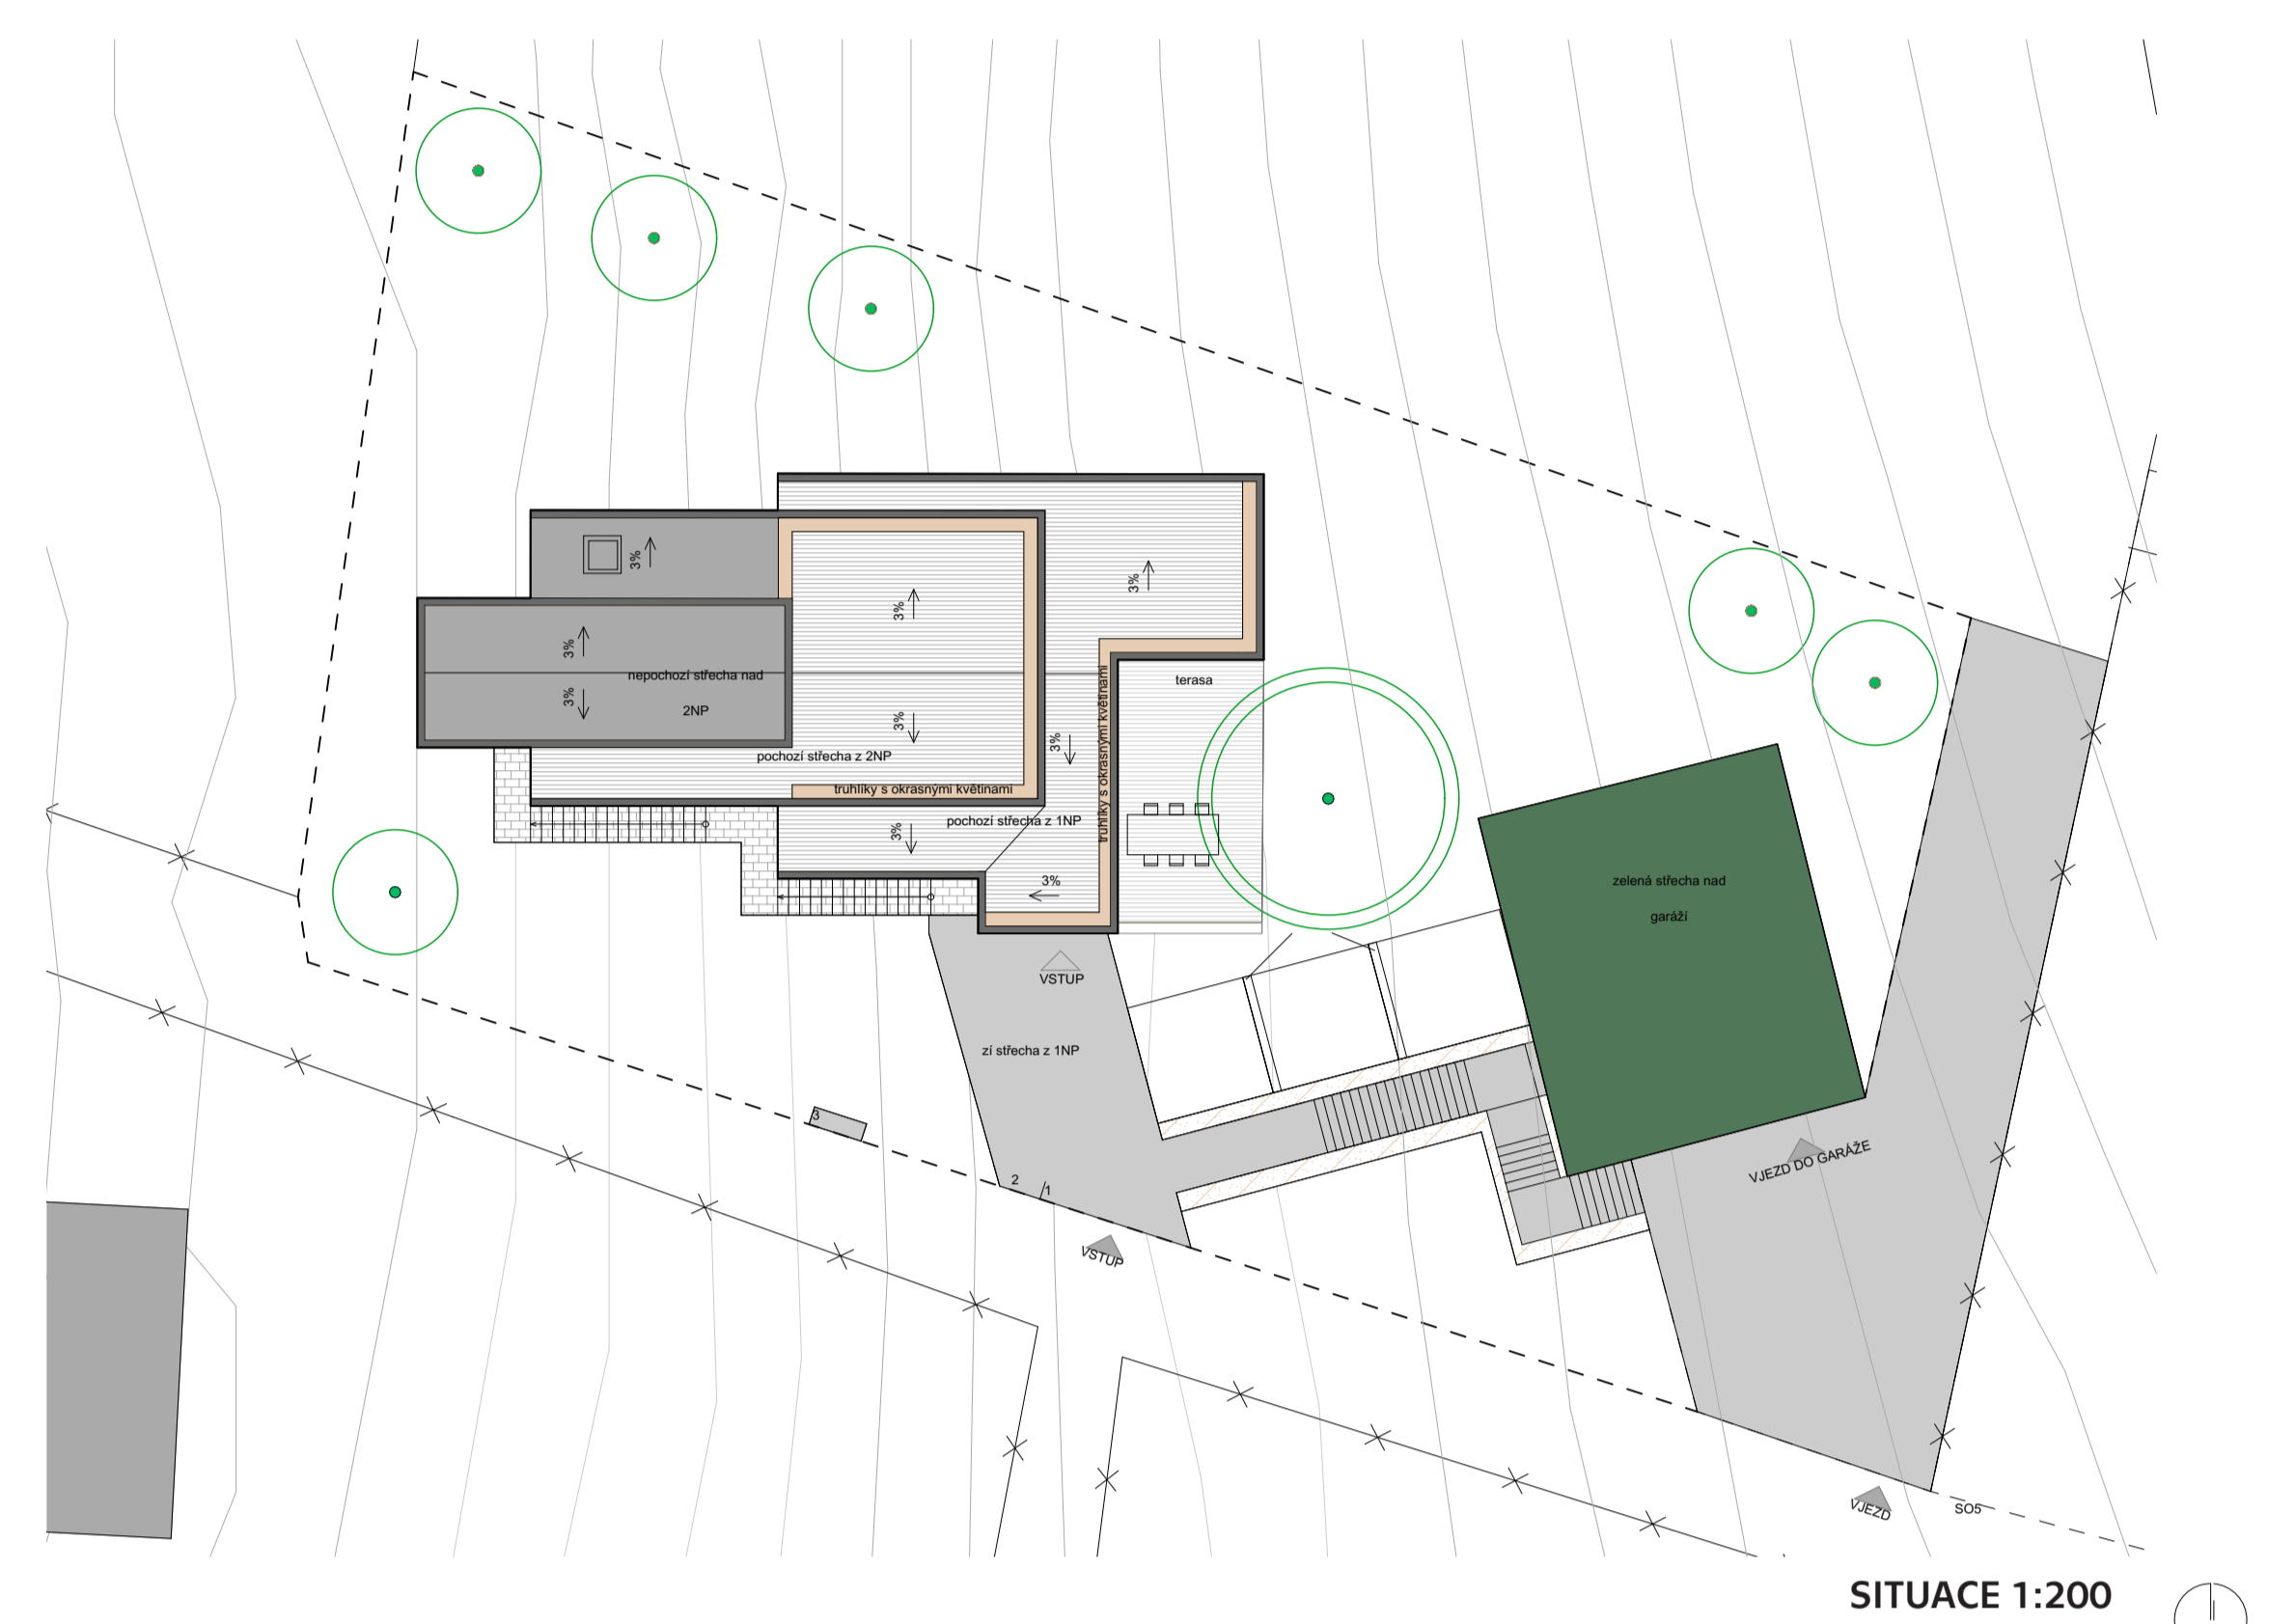 3%
3%
3%
3%
3%
nepochozí střecha nad
2NP
terasa
3%
3%
3%
pochozí střecha z 2NP
truhlíky s okrasnými květinami
truhlíky s okrasnými květinami
pochozí střecha z 1NP
3%
3%
zelená střecha nad
garáží
VSTUP
zí střecha z 1NP
3
2
1
VJEZD DO GARÁŽE
VSTUP
VJEZD
SO5
SITUACE 1:200